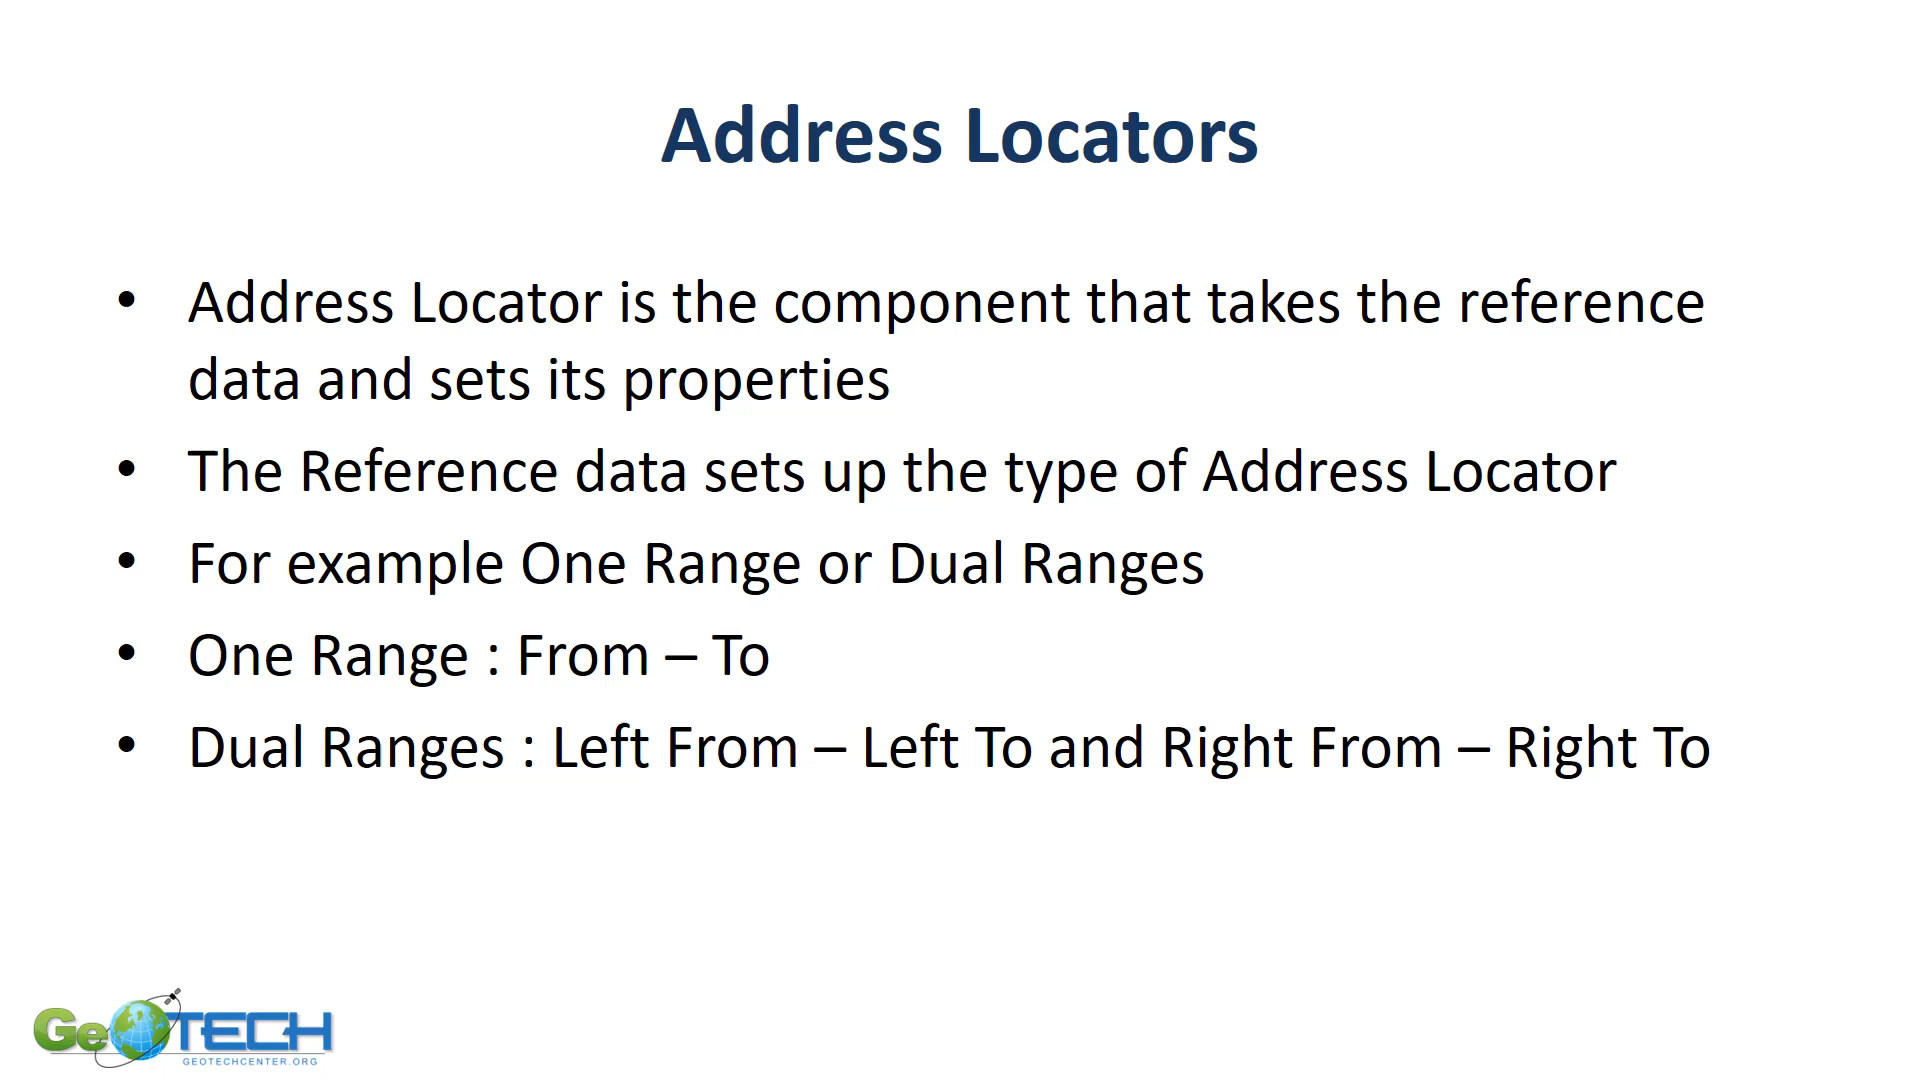 Address Locators
• Address Locator is the component that takes the reference
data and sets its properties
• The Reference data sets up the type of Address Locator
• For example One Range or Dual Ranges
• One Range : From – To
• Dual Ranges : Left From – Left To and Right From – Right To
GeoTECH
GEOTECHCENTER.ORG